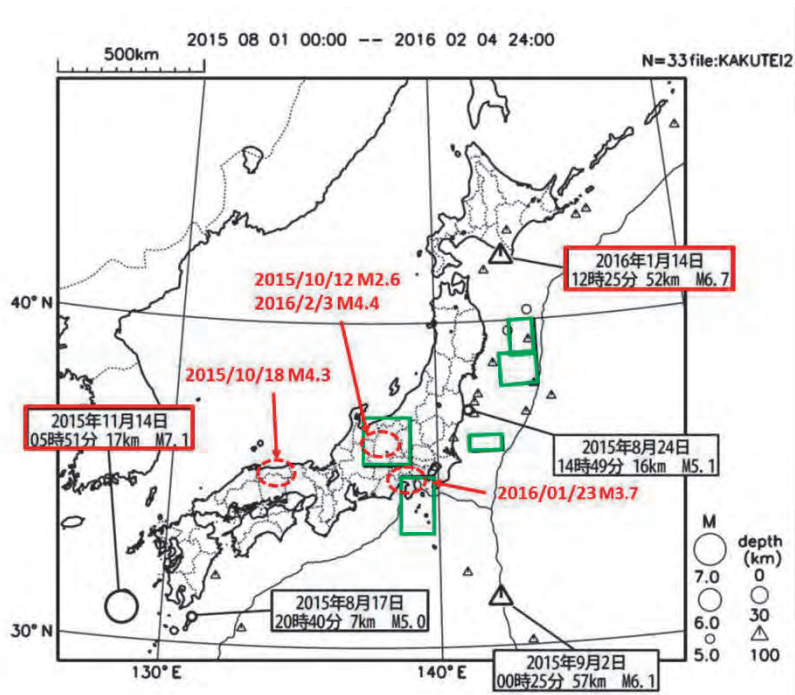 2015 08 01 00:00 -- 2016 02 04 24:00
500km
N=33 file:KAKUTEI2
2016年1月14日
12時25分 52km M6.7
2015/10/12 M2.6
2016/2/3 M4.4
40°N
2015/10/18 M4.3
2015年11月14日
05時51分 17km M7.1
2015年8月24日
14時49分 16km M5.1
2016/01/23 M3.7
M
7.0
6.0
5.0
depth
(km)
0
30
100
2015年8月17日
20時40分 7km M5.0
30°N
2015年9月2日
00時25分 57km M6.1
130°E
140°E